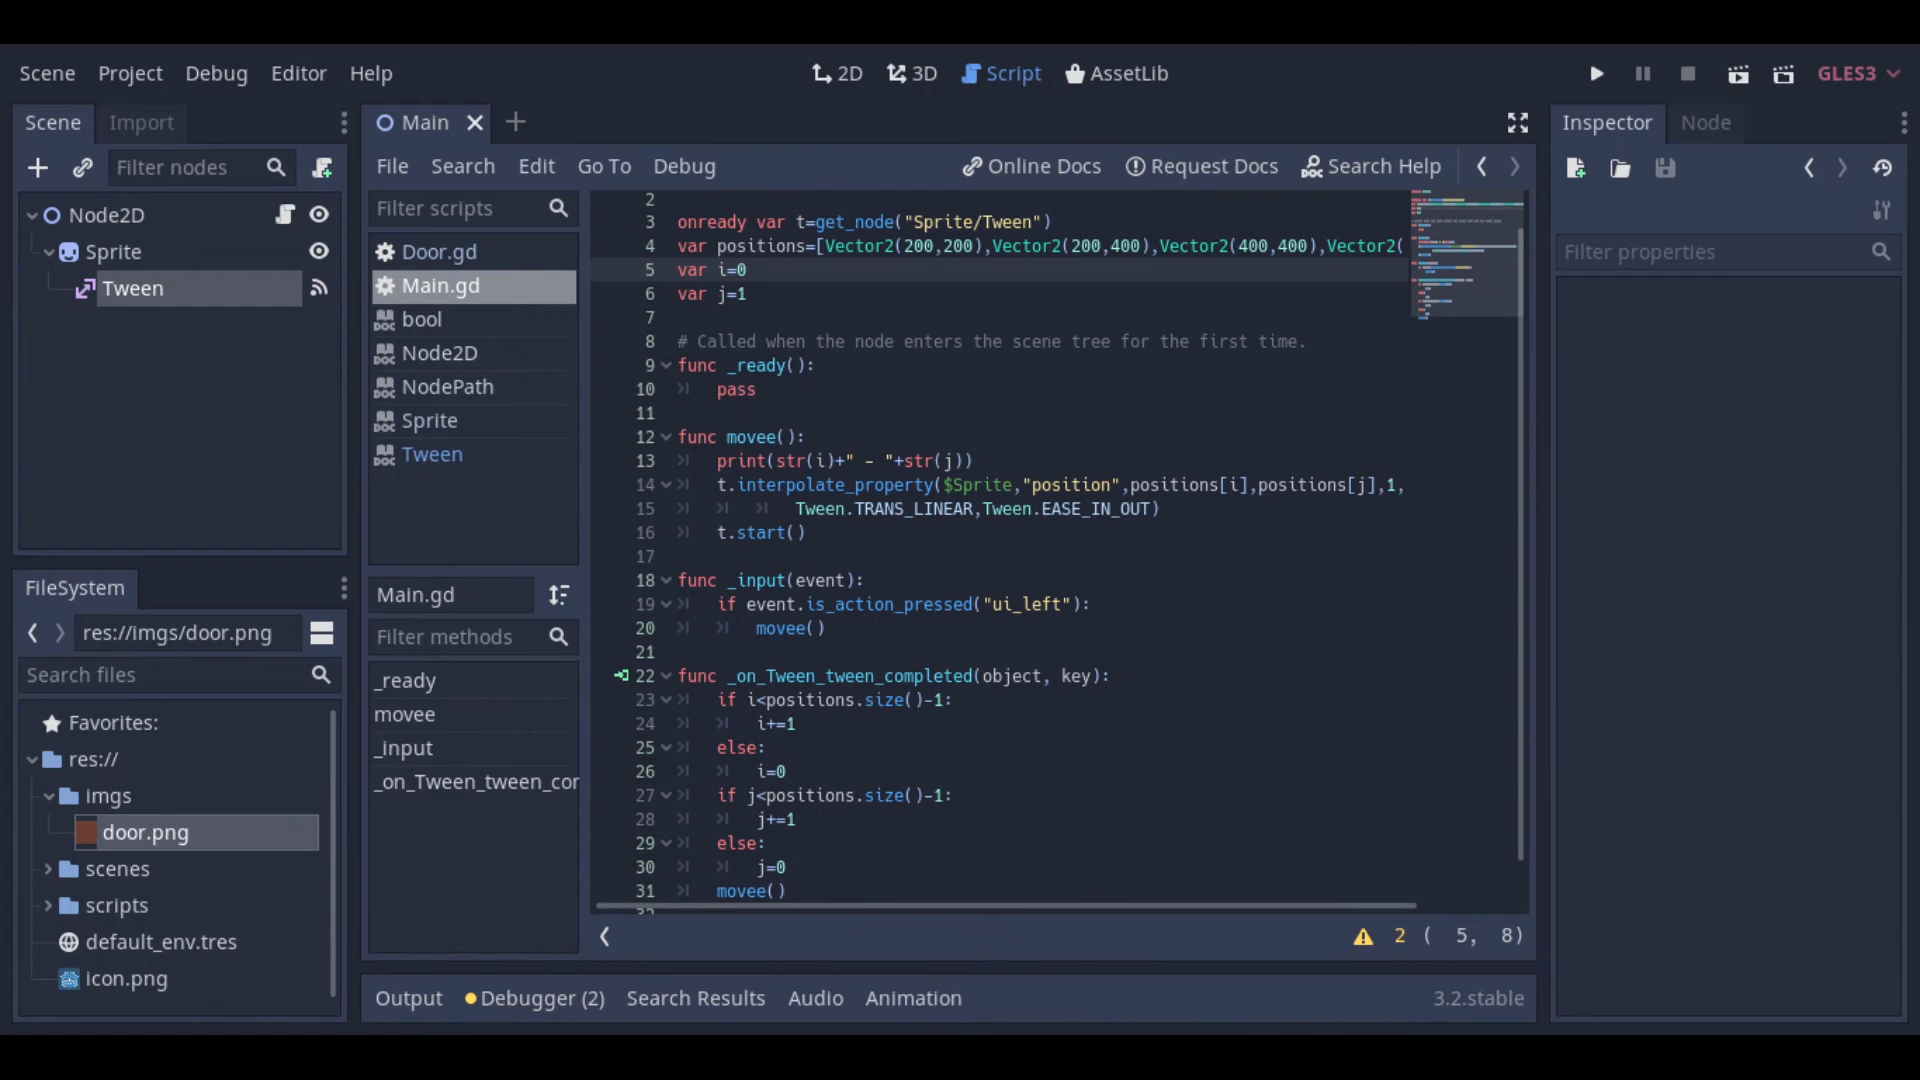 Scene Project Debug Editor Help
2D 3D Script AssetLib
GLES3
Scene Import
Filter nodes
Node2D
Sprite
Tween
FileSystem
res://imgs/door.png
Search files
Favorites:
res://
imgs
door.png
scenes
scripts
default_env.tres
icon.png
Main
File Search Edit Go To Debug
Online Docs Request Docs Search Help
Filter scripts
Door.gd
Main.gd
bool
Node2D
NodePath
Sprite
Tween
Main.gd
Filter methods
_ready
movee
_input
_on_Tween_tween_cor
2
3 onready var t=get_node("Sprite/Tween")
4 var positions=[Vector2(200,200),Vector2(200,400),Vector2(400,400),Vector2(
5 var i=0
6 var j=1
7
8 # Called when the node enters the scene tree for the first time.
9 func _ready():
10 pass
11
12 func movee():
13 print(str(i)+" - "+str(j))
14 t.interpolate_property($Sprite,"position",positions[i],positions[j],1,
15 Tween.TRANS_LINEAR,Tween.EASE_IN_OUT)
16 t.start()
17
18 func _input(event):
19 if event.is_action_pressed("ui_left"):
20 movee()
21
22 func _on_Tween_tween_completed(object, key):
23 if i<positions.size()-1:
24 i+=1
25 else:
26 i=0
27 if j<positions.size()-1:
28 j+=1
29 else:
30 j=0
31 movee()
32
2 ( 5, 8)
Output Debugger (2) Search Results Audio Animation
3.2.stable
Inspector Node
Filter properties